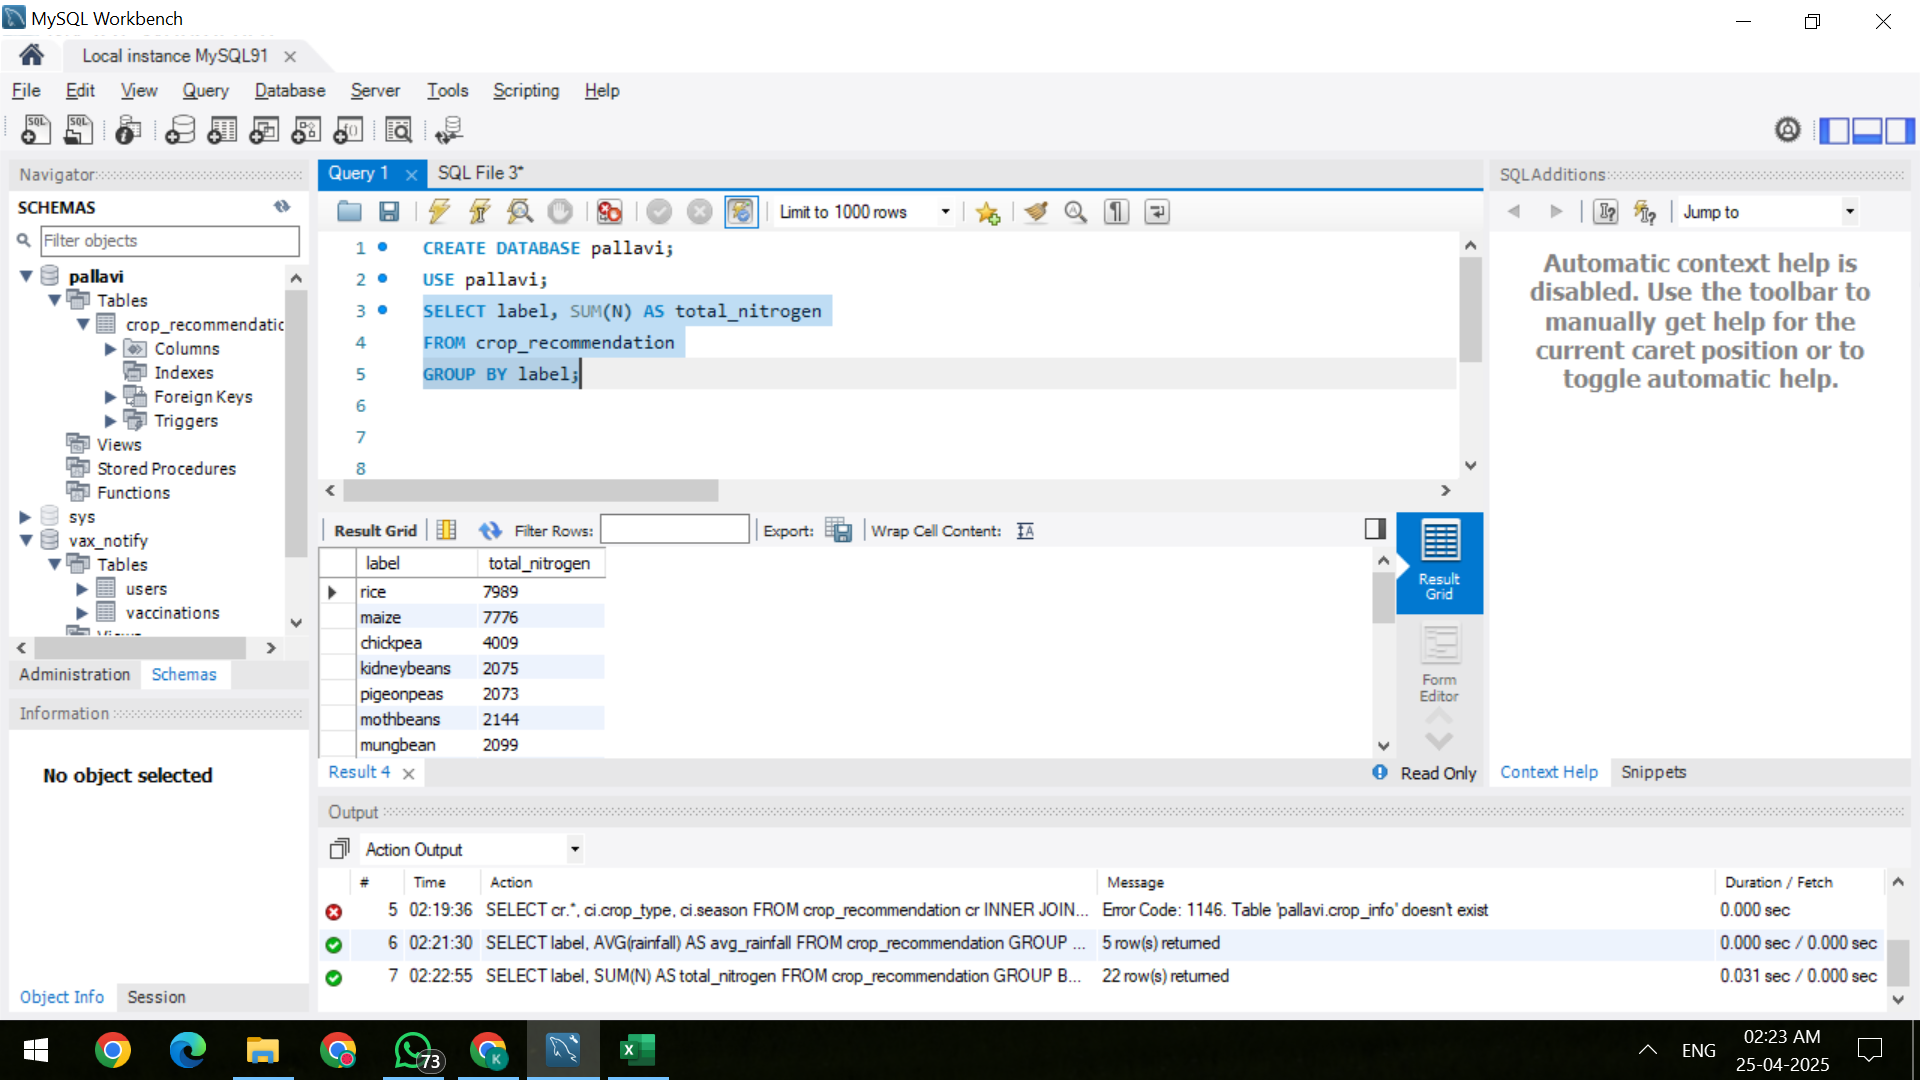 MySQL Workbench
Local instance MySQL91
File Edit View Query Database Server Tools Scripting Help
Navigator
SCHEMAS
Filter objects
pallavi
Tables
crop_recommendatic
Columns
Indexes
Foreign Keys
Triggers
Views
Stored Procedures
Functions
sys
vax_notify
Tables
users
vaccinations
Views
Administration Schemas
Information
No object selected
Object Info Session
Query 1 SQL File 3*
Limit to 1000 rows
1 CREATE DATABASE pallavi;
2 USE pallavi;
3 SELECT label, SUM(N) AS total_nitrogen
4 FROM crop_recommendation
5 GROUP BY label;
6
7
8
Result Grid Filter Rows: Export: Wrap Cell Content:
label total_nitrogen
rice 7989
maize 7776
chickpea 4009
kidneybeans 2075
pigeonpeas 2073
mothbeans 2144
mungbean 2099
Result Grid
Form Editor
Result 4
Read Only
SQLAdditions
Jump to
Automatic context help is
disabled. Use the toolbar to
manually get help for the
current caret position or to
toggle automatic help.
Context Help Snippets
Output
Action Output
# Time Action Message Duration / Fetch
5 02:19:36 SELECT cr.*, ci.crop_type, ci.season FROM crop_recommendation cr INNER JOIN... Error Code: 1146. Table 'pallavi.crop_info' doesn't exist 0.000 sec
6 02:21:30 SELECT label, AVG(rainfall) AS avg_rainfall FROM crop_recommendation GROUP ... 5 row(s) returned 0.000 sec / 0.000 sec
7 02:22:55 SELECT label, SUM(N) AS total_nitrogen FROM crop_recommendation GROUP B... 22 row(s) returned 0.031 sec / 0.000 sec
73
K
ENG
02:23 AM
25-04-2025